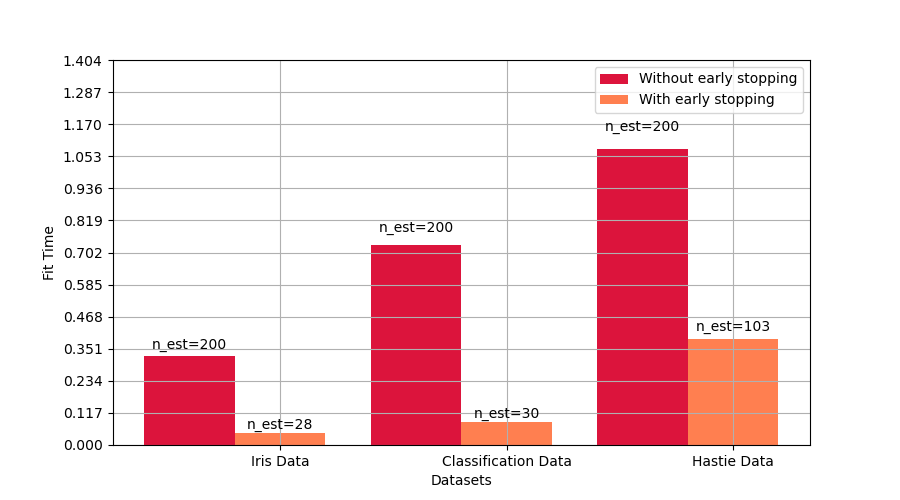 1.404
1.287
1.170
1.053
0.936
0.819
0.702
0.585
0.468
0.351
0.234
0.117
0.000
Fit Time
Without early stopping
With early stopping
n_est=200
n_est=200
n_est=200
n_est=28
n_est=30
n_est=103
Iris Data
Classification Data
Hastie Data
Datasets